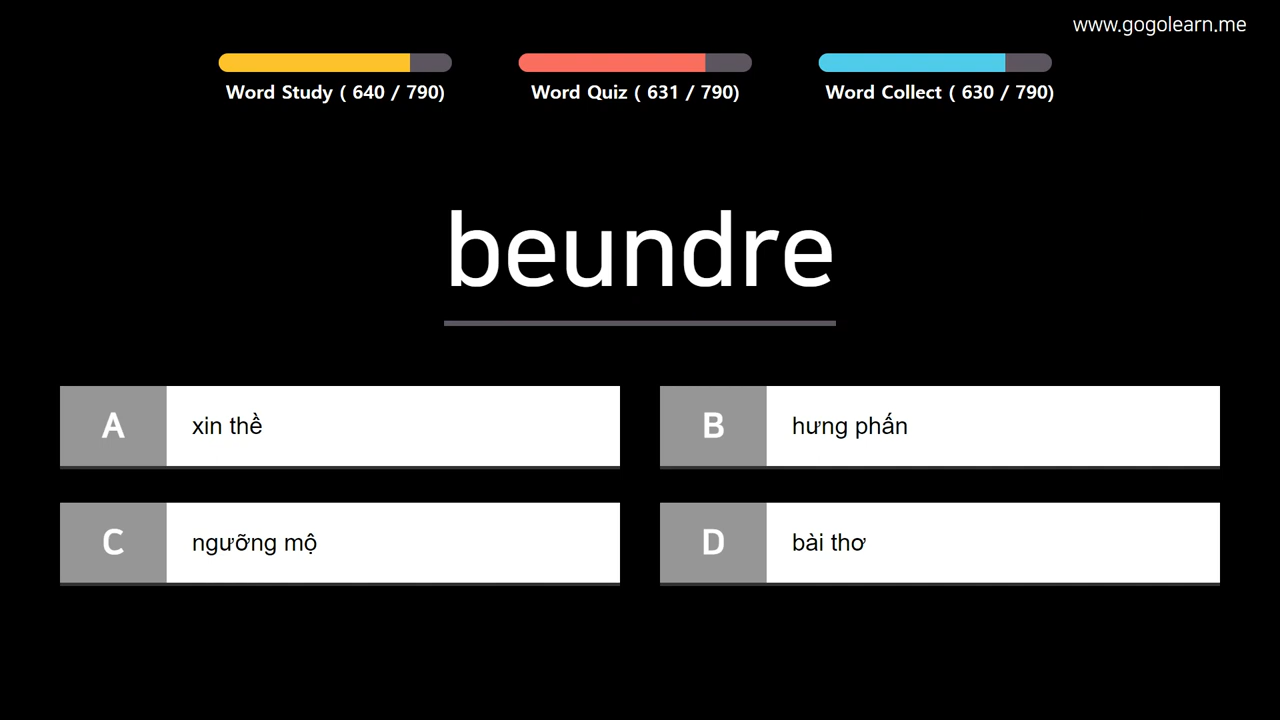 www.gogolearn.me
Word Study ( 640 / 790)
Word Quiz ( 631 / 790)
Word Collect ( 630 / 790)
beundre
A
xin thề
B
hưng phấn
C
ngưỡng mộ
D
bài thơ